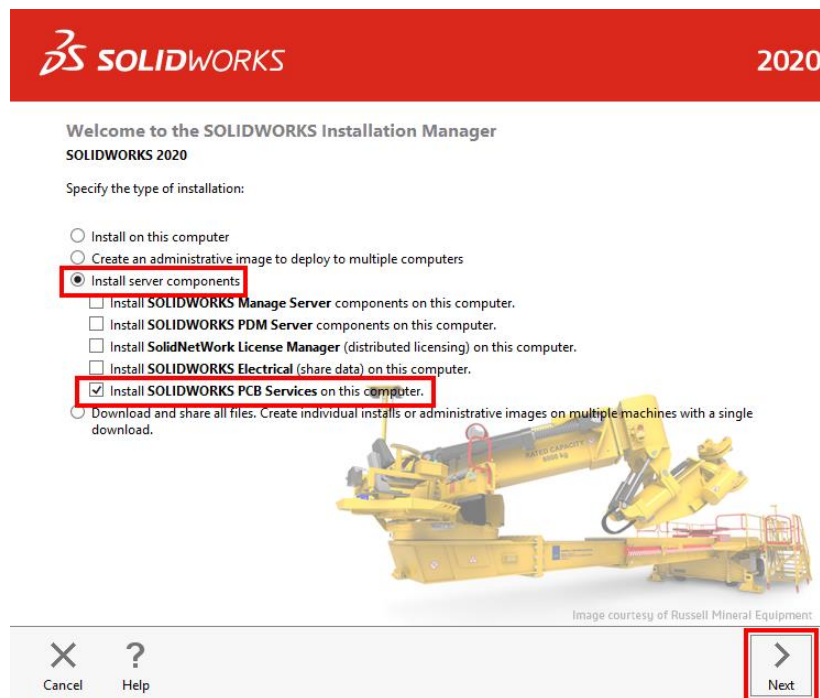 SOLIDWORKS
2020
Welcome to the SOLIDWORKS Installation Manager
SOLIDWORKS 2020
Specify the type of installation:
Install on this computer
Create an administrative image to deploy to multiple computers
Install server components
Install SOLIDWORKS Manage Server components on this computer.
Install SOLIDWORKS PDM Server components on this computer.
Install SolidNetWork License Manager (distributed licensing) on this computer.
Install SOLIDWORKS Electrical (share data) on this computer.
Install SOLIDWORKS PCB Services on this computer.
Download and share all files. Create individual installs or administrative images on multiple machines with a single
download.
RATED CAPACITY
Image courtesy of Russell Mineral Equipment
Cancel
Help
Next